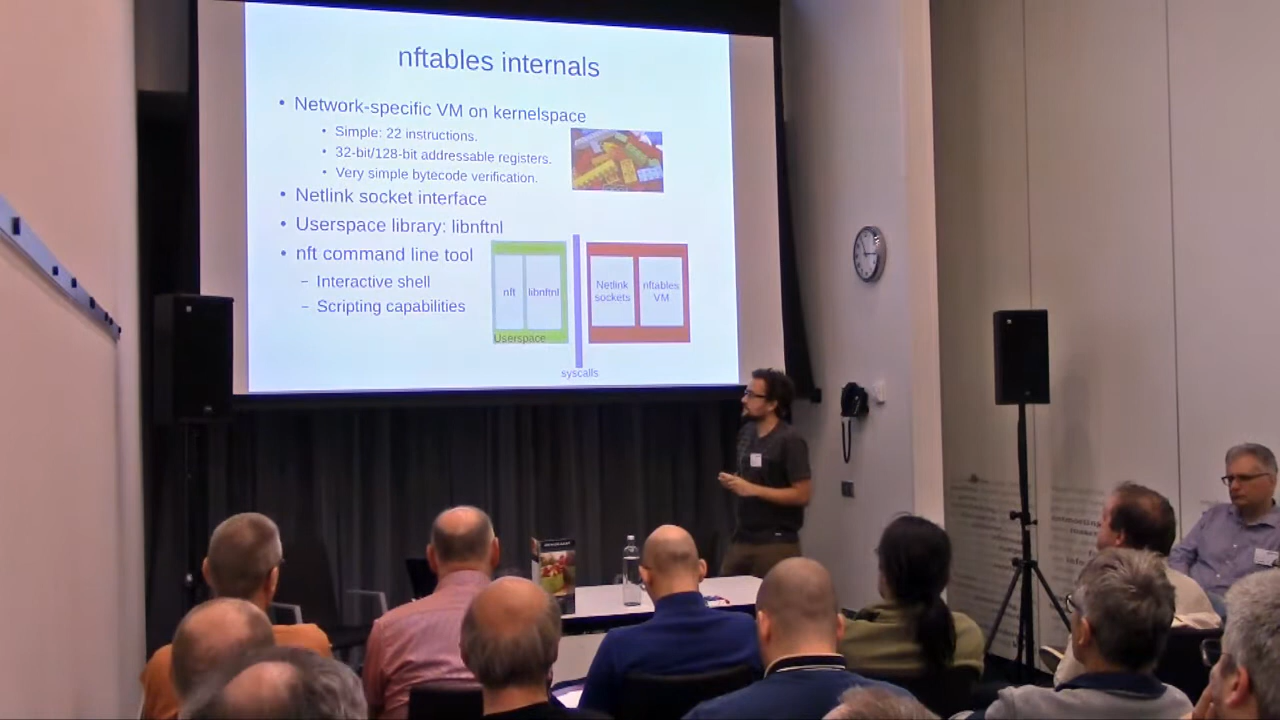 nftables internals
• Network-specific VM on kernelspace
• Simple: 22 instructions.
• 32-bit/128-bit addressable registers.
• Very simple bytecode verification.
• Netlink socket interface
• Userspace library: libnftnl
• nft command line tool
– Interactive shell
– Scripting capabilities
nft
libnftnl
Userspace
Netlink
sockets
nftables
VM
syscalls